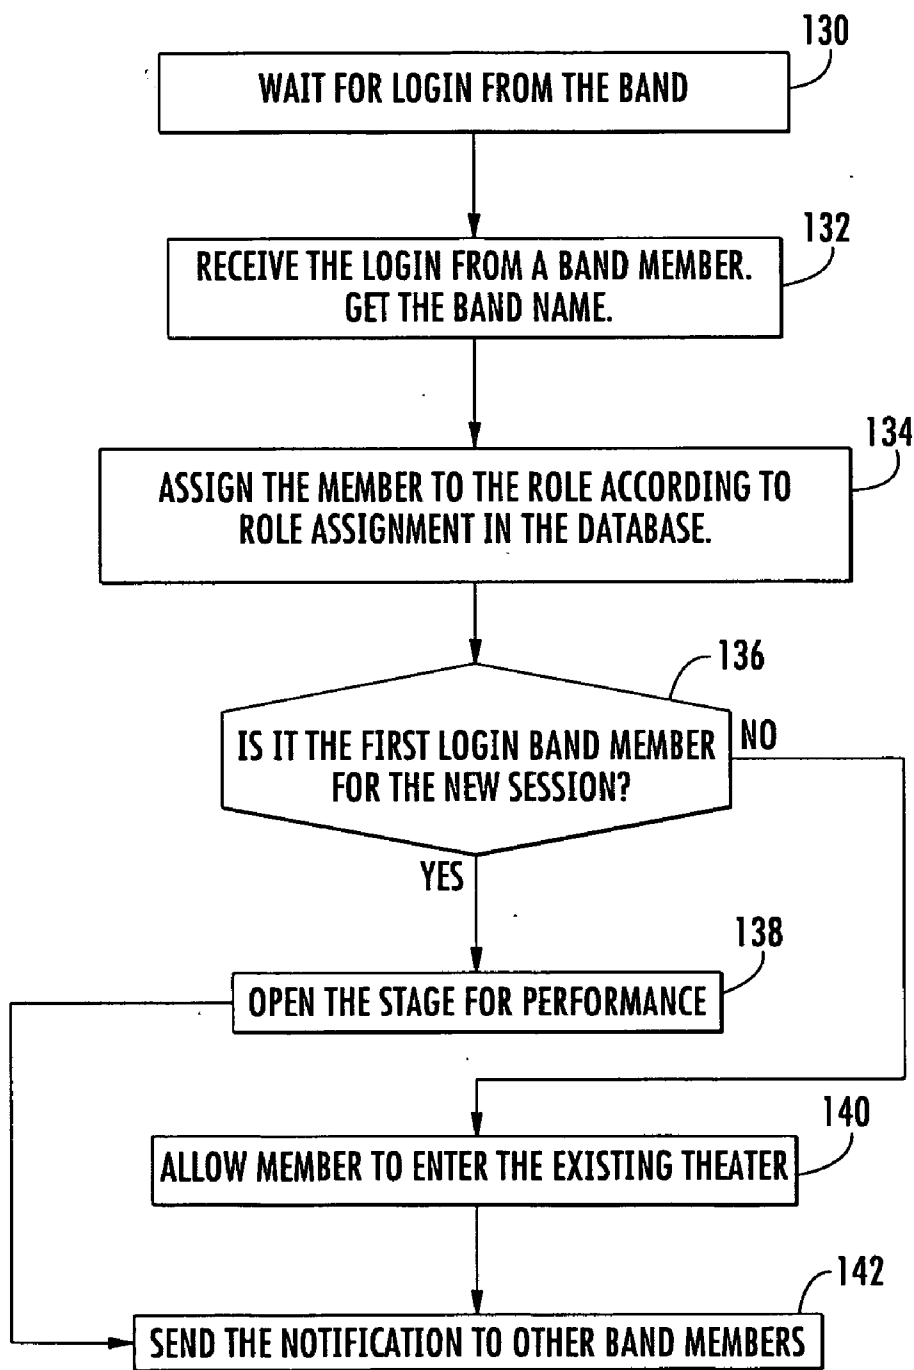 130
WAIT FOR LOGIN FROM THE BAND
132
RECEIVE THE LOGIN FROM A BAND MEMBER.
GET THE BAND NAME.
134
ASSIGN THE MEMBER TO THE ROLE ACCORDING TO
ROLE ASSIGNMENT IN THE DATABASE.
136
IS IT THE FIRST LOGIN BAND MEMBER
FOR THE NEW SESSION?
NO
YES
138
OPEN THE STAGE FOR PERFORMANCE
140
ALLOW MEMBER TO ENTER THE EXISTING THEATER
142
SEND THE NOTIFICATION TO OTHER BAND MEMBERS